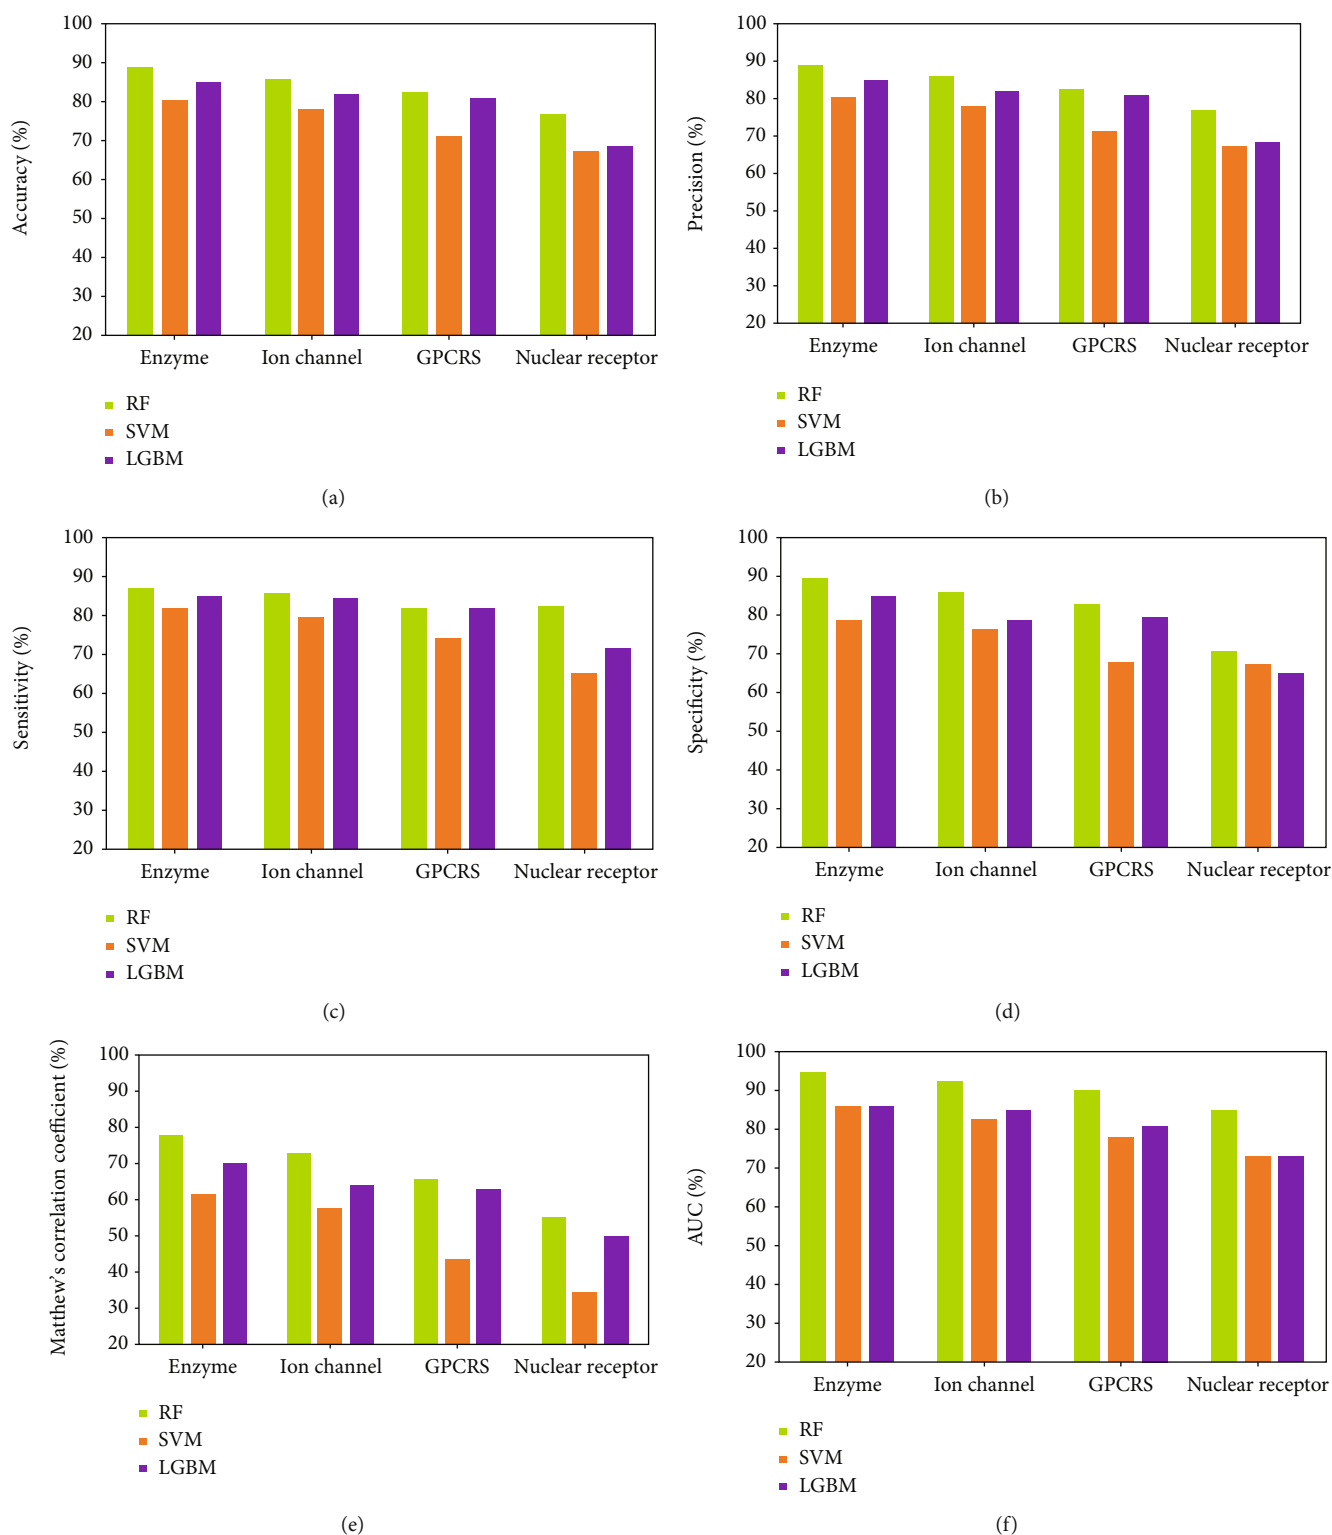 100
90
80
70
60
50
40
30
20
Accuracy (%)
Enzyme Ion channel GPCRS Nuclear receptor
RF
SVM
LGBM
(a)
100
90
80
70
60
50
40
30
20
Precision (%)
Enzyme Ion channel GPCRS Nuclear receptor
RF
SVM
LGBM
(b)
100
90
80
70
60
50
40
30
20
Sensitivity (%)
Enzyme Ion channel GPCRS Nuclear receptor
RF
SVM
LGBM
(c)
100
90
80
70
60
50
40
30
20
Specificity (%)
Enzyme Ion channel GPCRS Nuclear receptor
RF
SVM
LGBM
(d)
100
90
80
70
60
50
40
30
20
Matthew's correlation coefficient (%)
Enzyme Ion channel GPCRS Nuclear receptor
RF
SVM
LGBM
(e)
100
90
80
70
60
50
40
30
20
AUC (%)
Enzyme Ion channel GPCRS Nuclear receptor
RF
SVM
LGBM
(f)